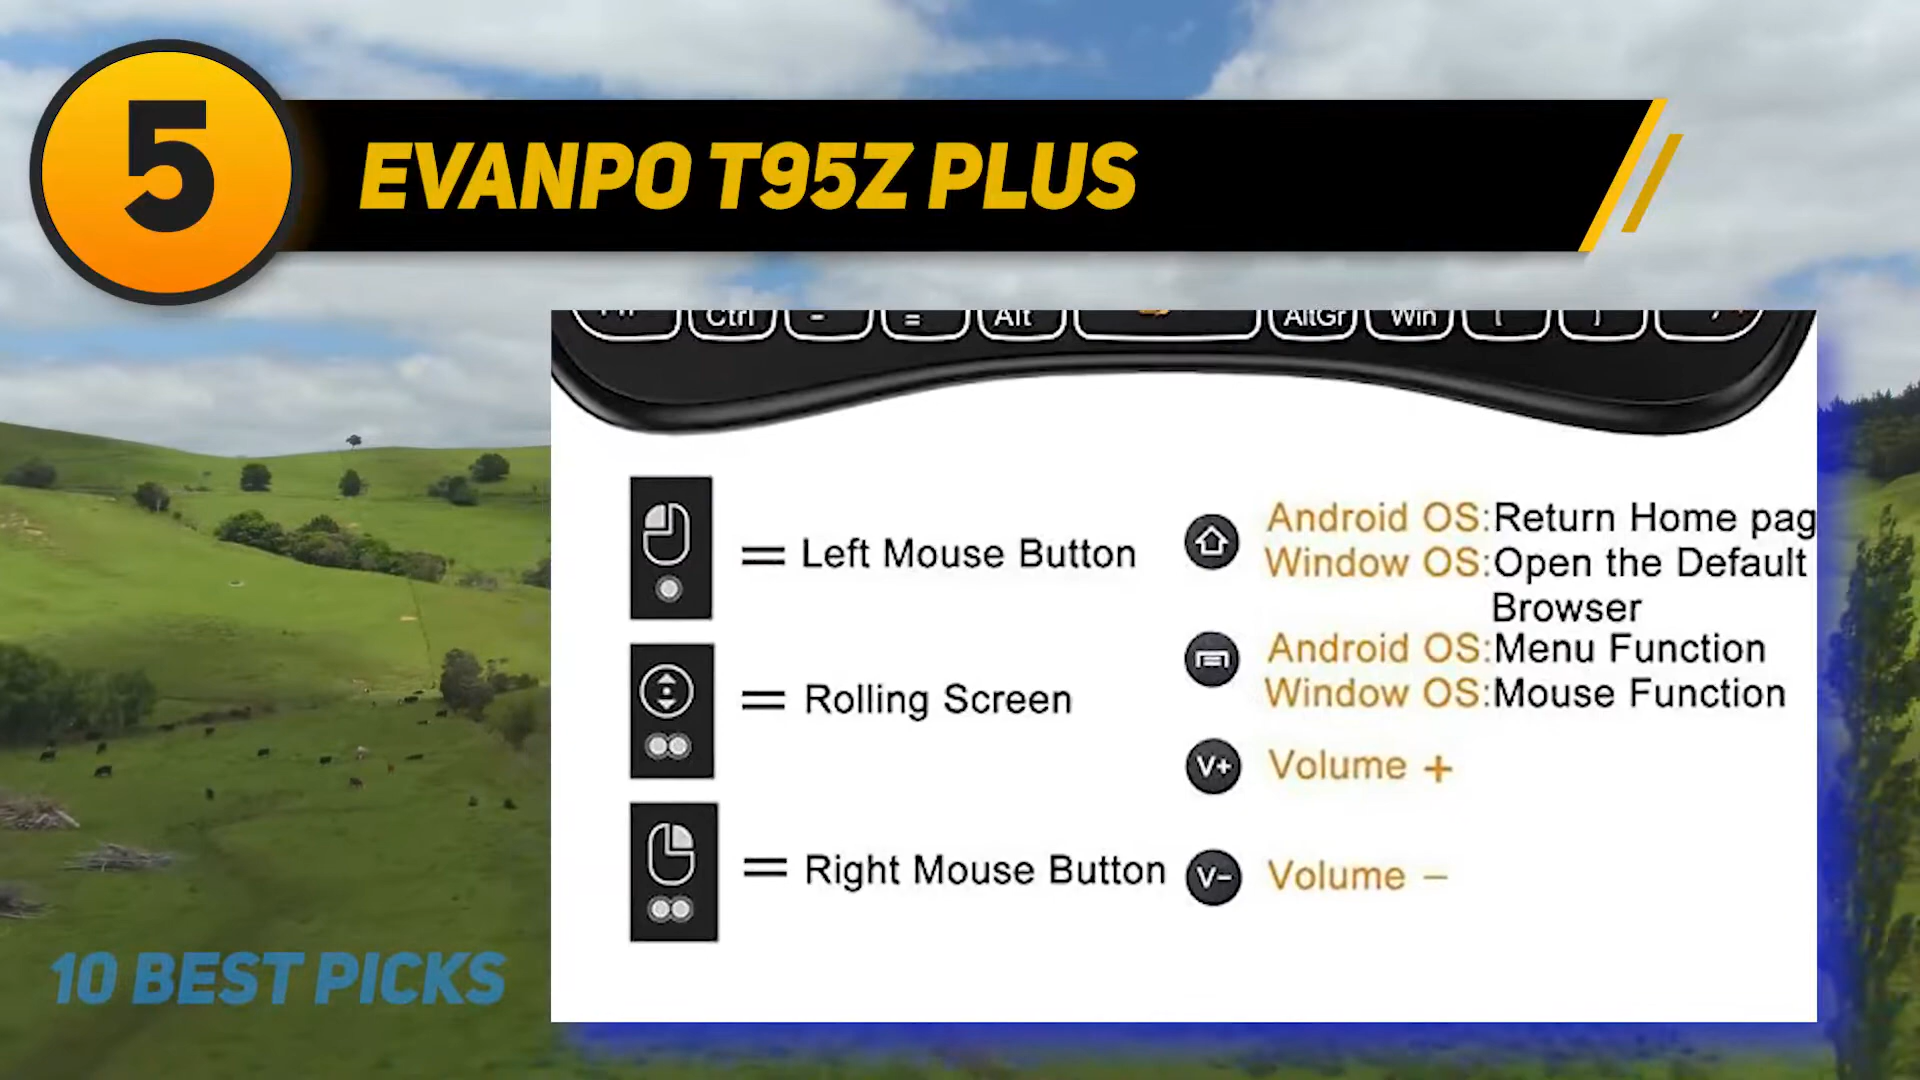 5
EVANPO T95Z PLUS
Ctrl - = Alt AltGr Win [ ]
= Left Mouse Button
Android OS:Return Home pag
Window OS:Open the Default
Browser
Android OS:Menu Function
Window OS:Mouse Function
= Rolling Screen
V+ Volume +
= Right Mouse Button
V- Volume -
10 BEST PICKS